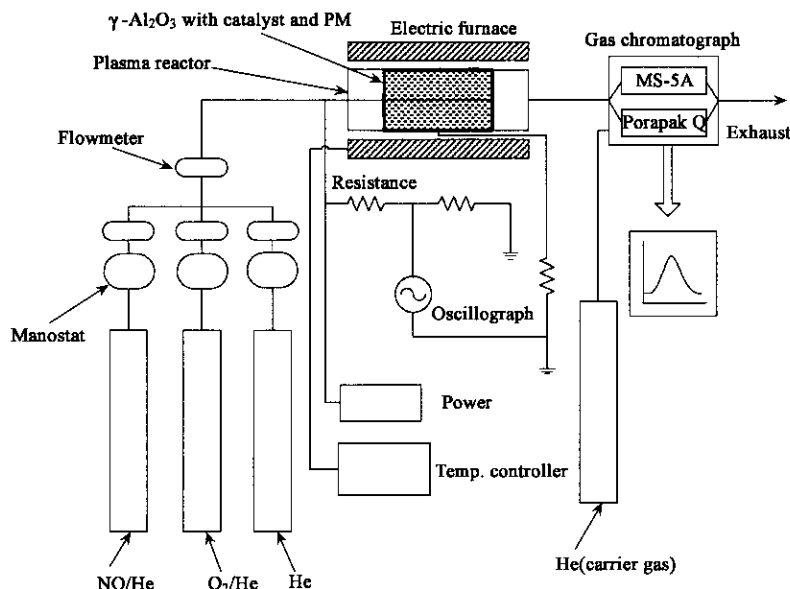 γ-Al₂O₃ with catalyst and PM
Electric furnace
Gas chromatograph
Plasma reactor
MS-5A
Porapak Q
Exhaust
Flowmeter
Resistance
Oscillograph
Manostat
Power
Temp. controller
He(carrier gas)
NO/He
O₂/He
He